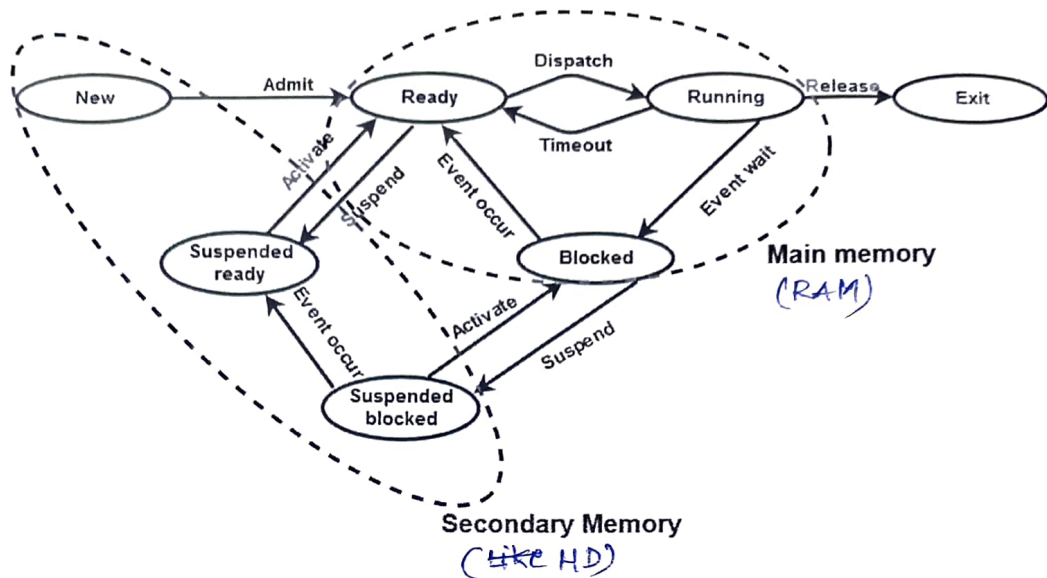 New
Admit
Ready
Dispatch
Timeout
Running
Release
Exit
Activate
Suspend
Event occur
Event wait
Suspended
ready
Blocked
Main memory
(RAM)
Event occur
Activate
Suspend
Suspended
blocked
Secondary Memory
(Like HD)